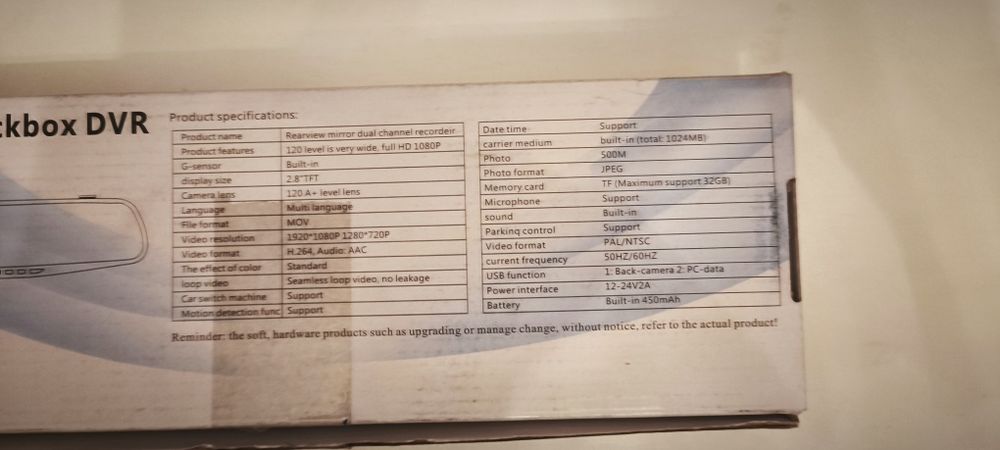 ckbox DVR
Product specifications:
Product name Rearview mirror dual channel recordeir
Product features 120 level is very wide, full HD 1080P
G-sensor Built-in
display size 2.8"TFT
Camera lens 120 A+ level lens
Language Multi language
File format MOV
Video resolution 1920*1080P 1280*720P
Video format H.264, Audio: AAC
The effect of color Standard
loop video Seamless loop video, no leakage
Car switch machine Support
Motion detection func Support
Date time Support
carrier medium built-in (total: 1024MB)
Photo 500M
Photo format JPEG
Memory card TF (Maximum support 32GB)
Microphone Support
sound Built-in
Parking control Support
Video format PAL/NTSC
current frequency 50HZ/60HZ
USB function 1: Back-camera 2: PC-data
Power interface 12-24V2A
Battery Built-in 450mAh
Reminder: the soft, hardware products such as upgrading or manage change, without notice, refer to the actual product!